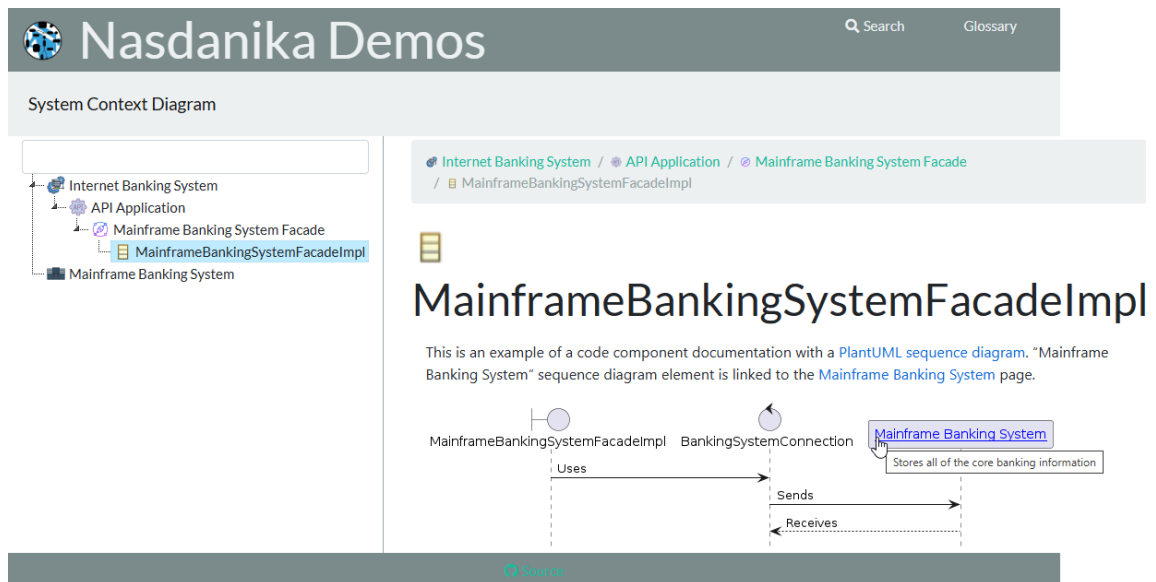 Nasdanika Demos
Search
Glossary
System Context Diagram
Internet Banking System
API Application
Mainframe Banking System Facade
MainframeBankingSystemFacadeImpl
Mainframe Banking System
Internet Banking System / API Application / Mainframe Banking System Facade
/ MainframeBankingSystemFacadeImpl
MainframeBankingSystemFacadeImpl
This is an example of a code component documentation with a PlantUML sequence diagram. “Mainframe
Banking System” sequence diagram element is linked to the Mainframe Banking System page.
MainframeBankingSystemFacadeImpl
BankingSystemConnection
Mainframe Banking System
Stores all of the core banking information
Uses
Sends
Receives
Source